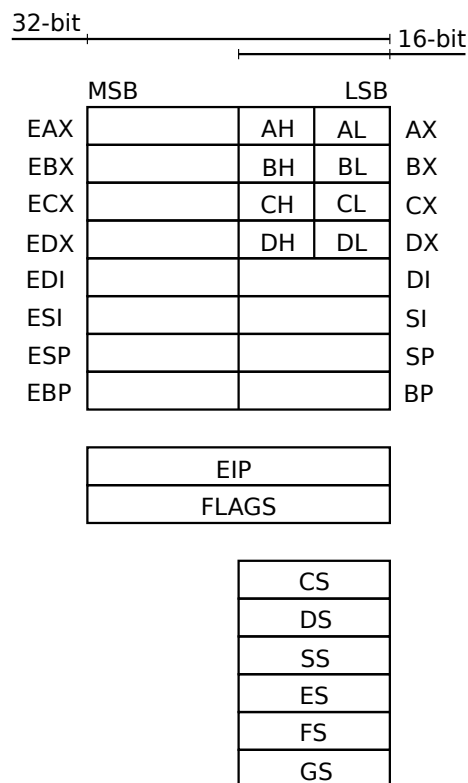 32-bit
16-bit
MSB LSB
EAX AH AL AX
EBX BH BL BX
ECX CH CL CX
EDX DH DL DX
EDI DI
ESI SI
ESP SP
EBP BP
EIP
FLAGS
CS
DS
SS
ES
FS
GS